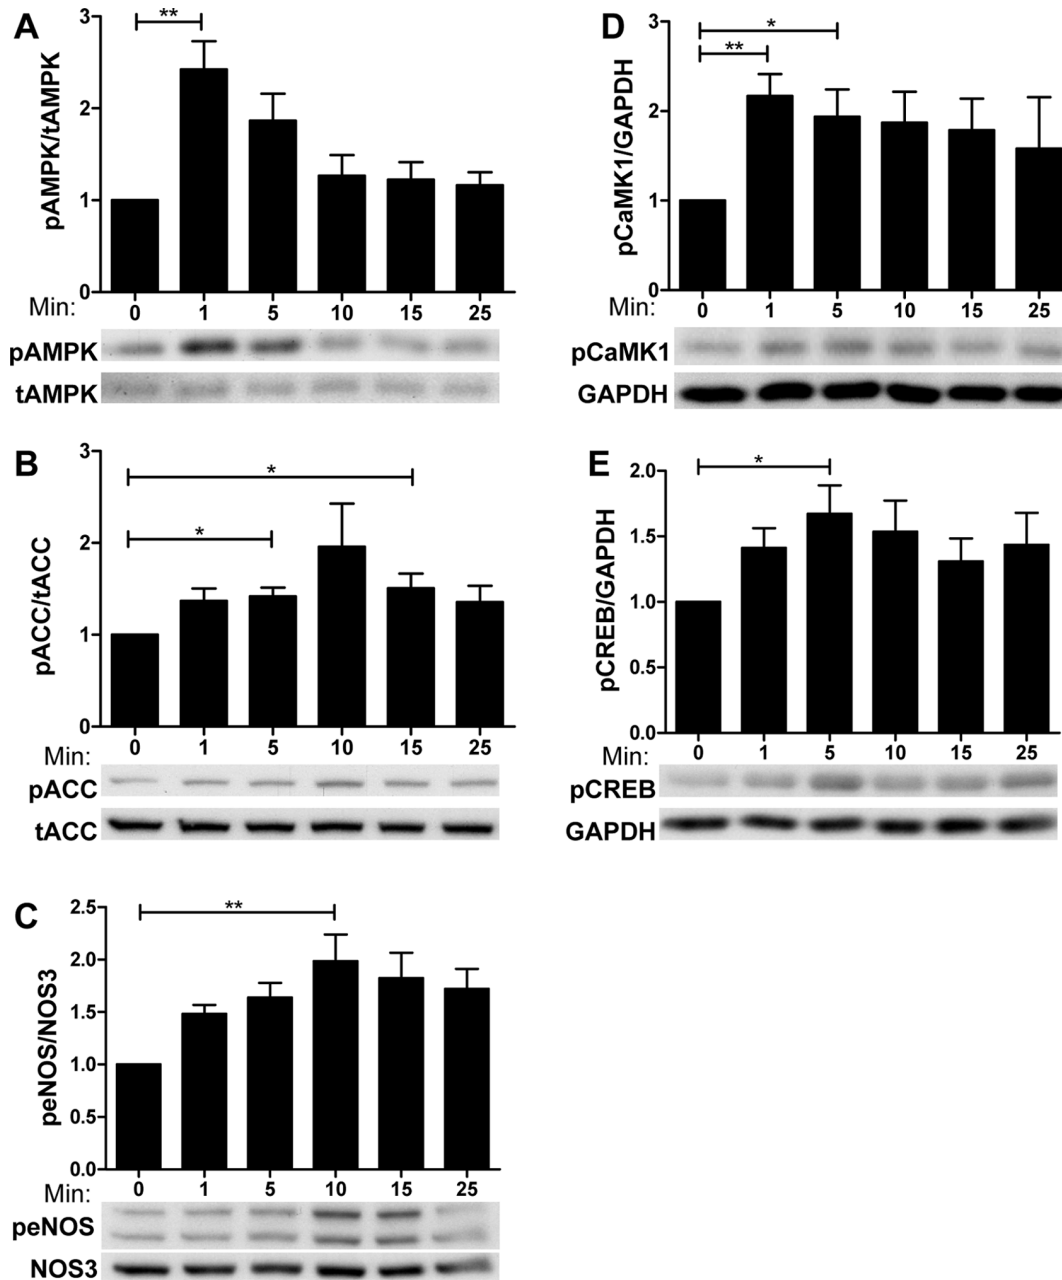 A
pAMPK/tAMPK
3
2
1
0
**
Min: 0 1 5 10 15 25
pAMPK
tAMPK
B
pACC/tACC
3
2
1
0
*
*
Min: 0 1 5 10 15 25
pACC
tACC
C
peNOS/NOS3
2.5
2.0
1.5
1.0
0.5
0.0
**
Min: 0 1 5 10 15 25
peNOS
NOS3
D
pCaMK1/GAPDH
3
2
1
0
*
**
Min: 0 1 5 10 15 25
pCaMK1
GAPDH
E
pCREB/GAPDH
2.0
1.5
1.0
0.5
0.0
*
Min: 0 1 5 10 15 25
pCREB
GAPDH